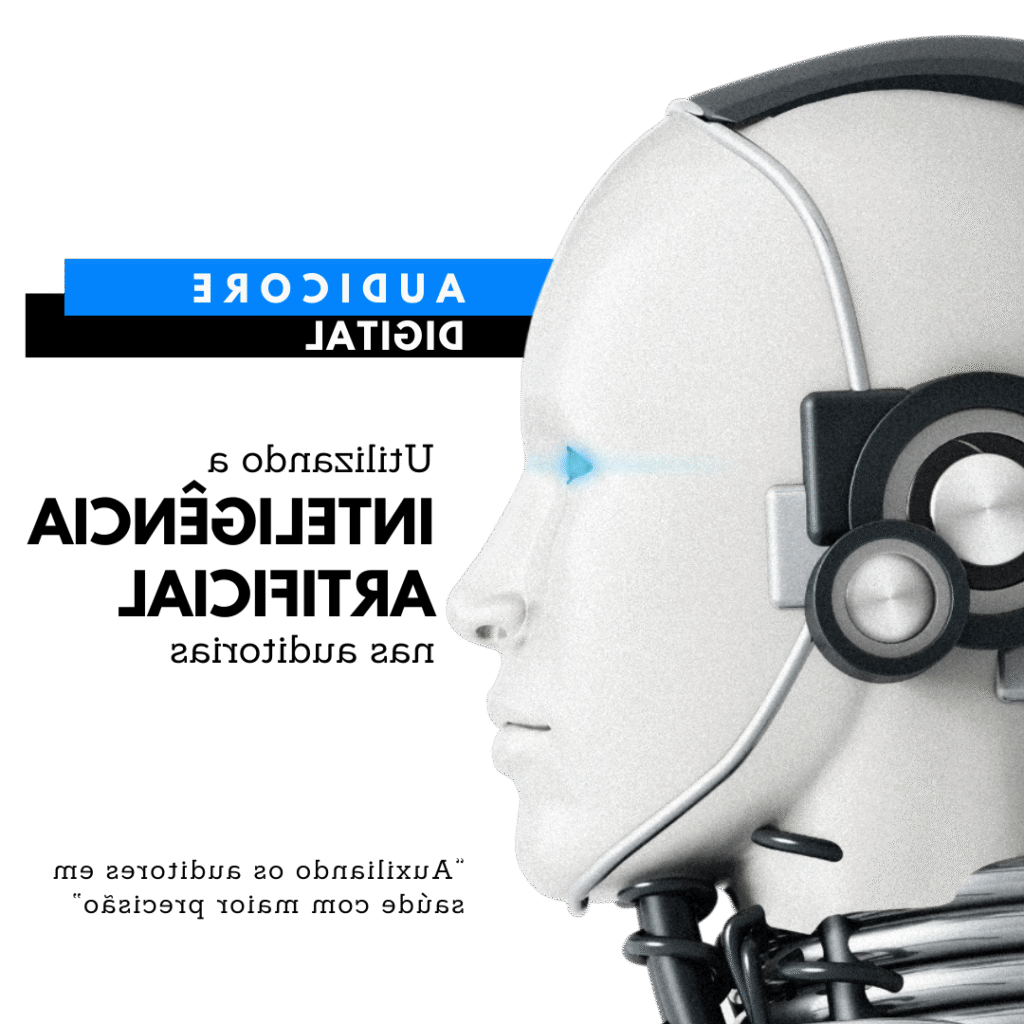 AUDICORE
DIGITAL
Utilizando a
INTELIGÊNCIA
ARTIFICIAL
nas auditorias
“Auxiliando os auditores em
saúde com maior precisão”